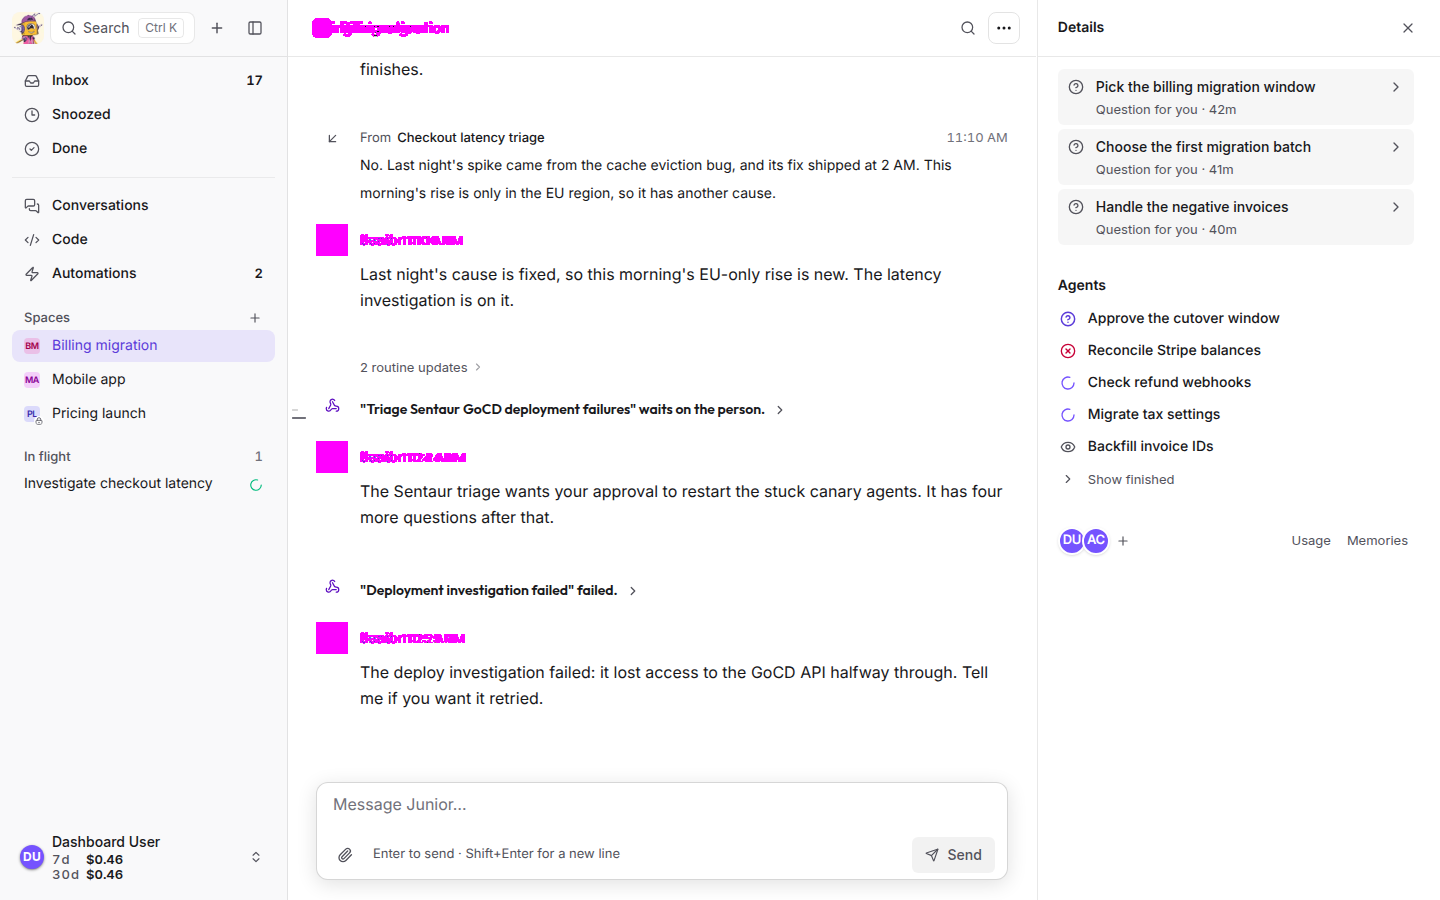 Search Ctrl K
Inbox 17
Snoozed
Done
Conversations
Code
Automations 2
Spaces
BM Billing migration
MA Mobile app
PL Pricing launch
In flight 1
Investigate checkout latency
DU Dashboard User
7d $0.46
30d $0.46
finishes.
From Checkout latency triage 11:10 AM
No. Last night's spike came from the cache eviction bug, and its fix shipped at 2 AM. This
morning's rise is only in the EU region, so it has another cause.
Last night's cause is fixed, so this morning's EU-only rise is new. The latency
investigation is on it.
2 routine updates
"Triage Sentaur GoCD deployment failures" waits on the person.
The Sentaur triage wants your approval to restart the stuck canary agents. It has four
more questions after that.
"Deployment investigation failed" failed.
The deploy investigation failed: it lost access to the GoCD API halfway through. Tell
me if you want it retried.
Message Junior...
Enter to send · Shift+Enter for a new line
Send
Details
Pick the billing migration window
Question for you · 42m
Choose the first migration batch
Question for you · 41m
Handle the negative invoices
Question for you · 40m
Agents
Approve the cutover window
Reconcile Stripe balances
Check refund webhooks
Migrate tax settings
Backfill invoice IDs
Show finished
DU AC Usage Memories